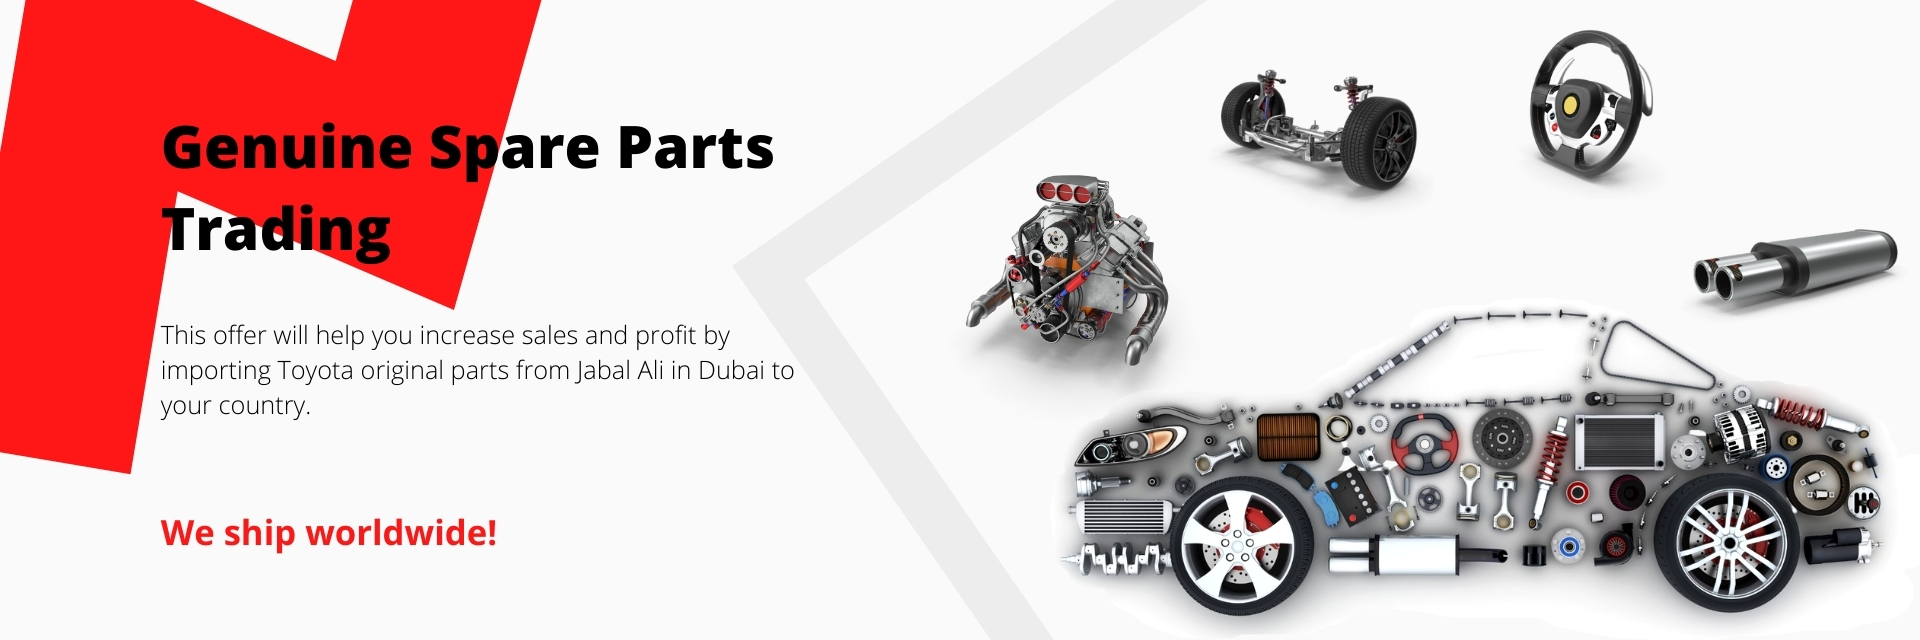 Genuine Spare Parts
Trading
This offer will help you increase sales and profit by
importing Toyota original parts from Jabal Ali in Dubai to
your country.
We ship worldwide!